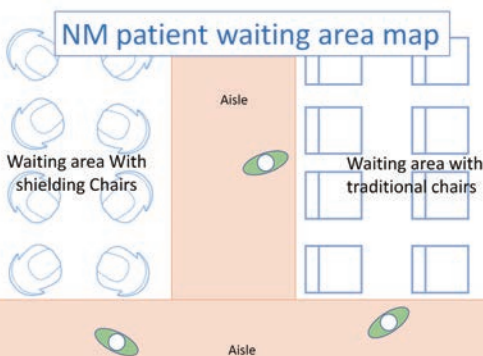 NM patient waiting area map
Aisle
Waiting area With
shielding Chairs
Waiting area with
traditional chairs
Aisle